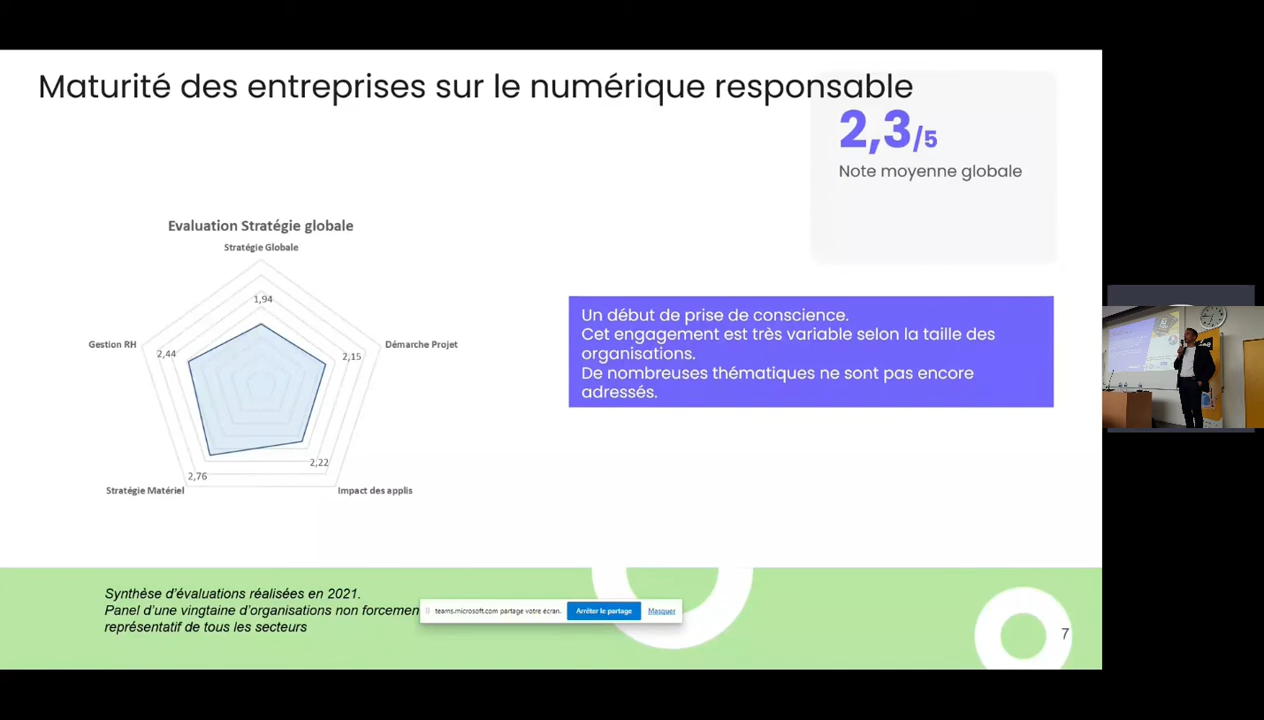 Maturité des entreprises sur le numérique responsable
2,3/5
Note moyenne globale
Evaluation Stratégie globale
Stratégie Globale
1,94
Gestion RH
2,44
2,15
Démarche Projet
2,76
2,22
Stratégie Matériel
Impact des applis
Un début de prise de conscience.
Cet engagement est très variable selon la taille des
organisations.
De nombreuses thématiques ne sont pas encore
adressés.
Synthèse d'évaluations réalisées en 2021.
Panel d'une vingtaine d'organisations non forcemen
représentatif de tous les secteurs
teams.microsoft.com partage votre écran.
Arrêter le partage
Masquer
7